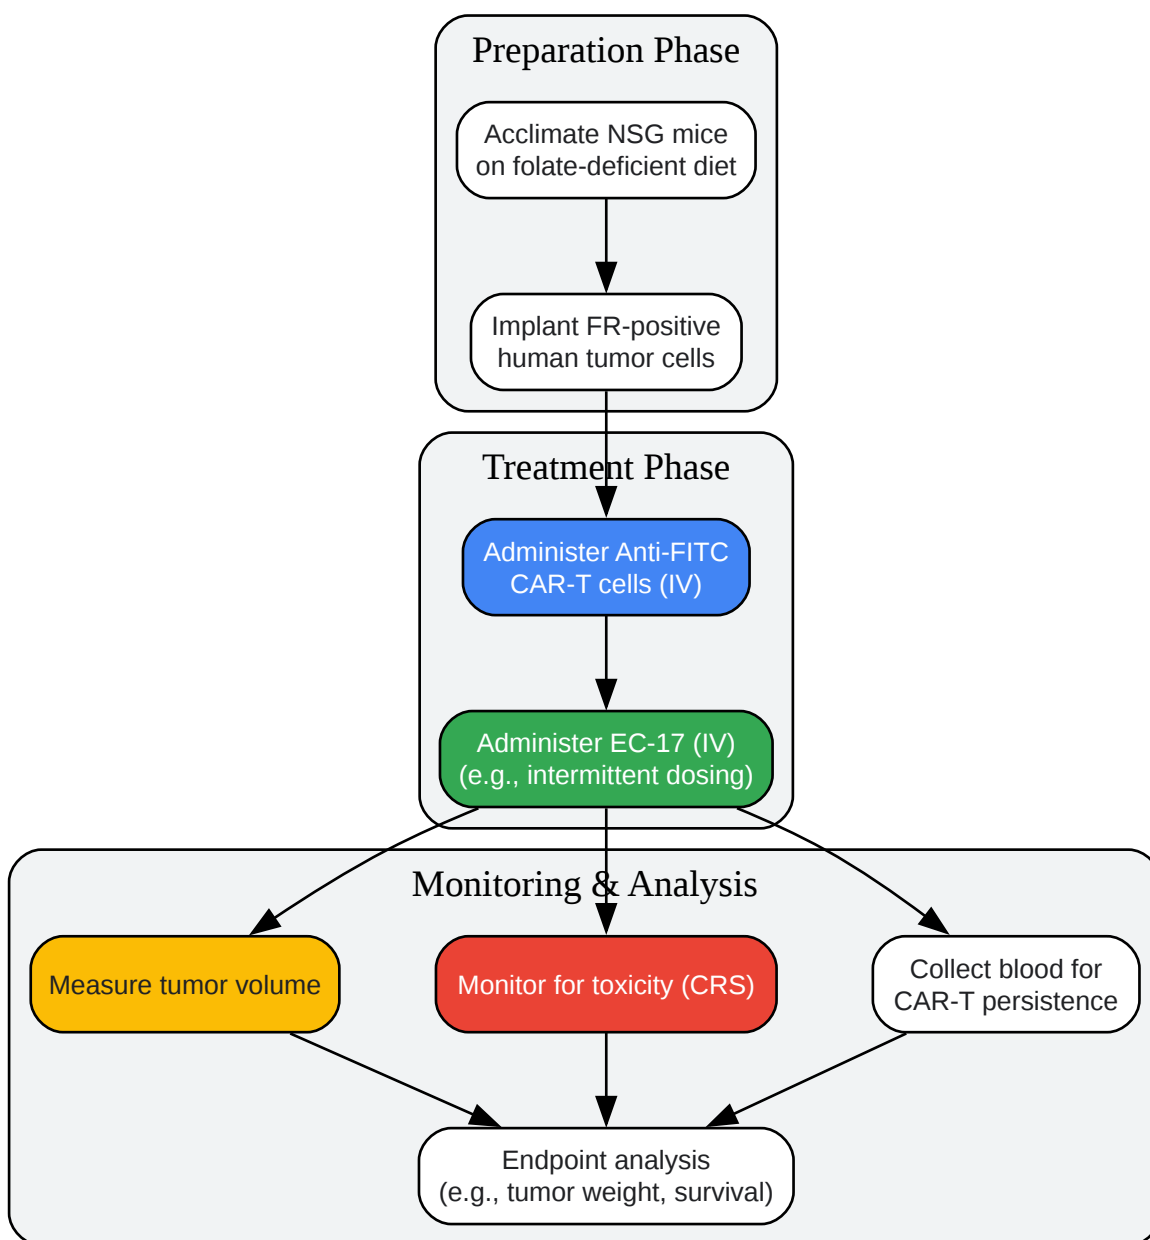 Preparation Phase
Acclimate NSG mice
on folate-deficient diet
Implant FR-positive
human tumor cells
Treatment Phase
Administer Anti-FITC
CAR-T cells (IV)
Administer EC-17 (IV)
(e.g., intermittent dosing)
Monitoring & Analysis
Measure tumor volume
Monitor for toxicity (CRS)
Collect blood for
CAR-T persistence
Endpoint analysis
(e.g., tumor weight, survival)